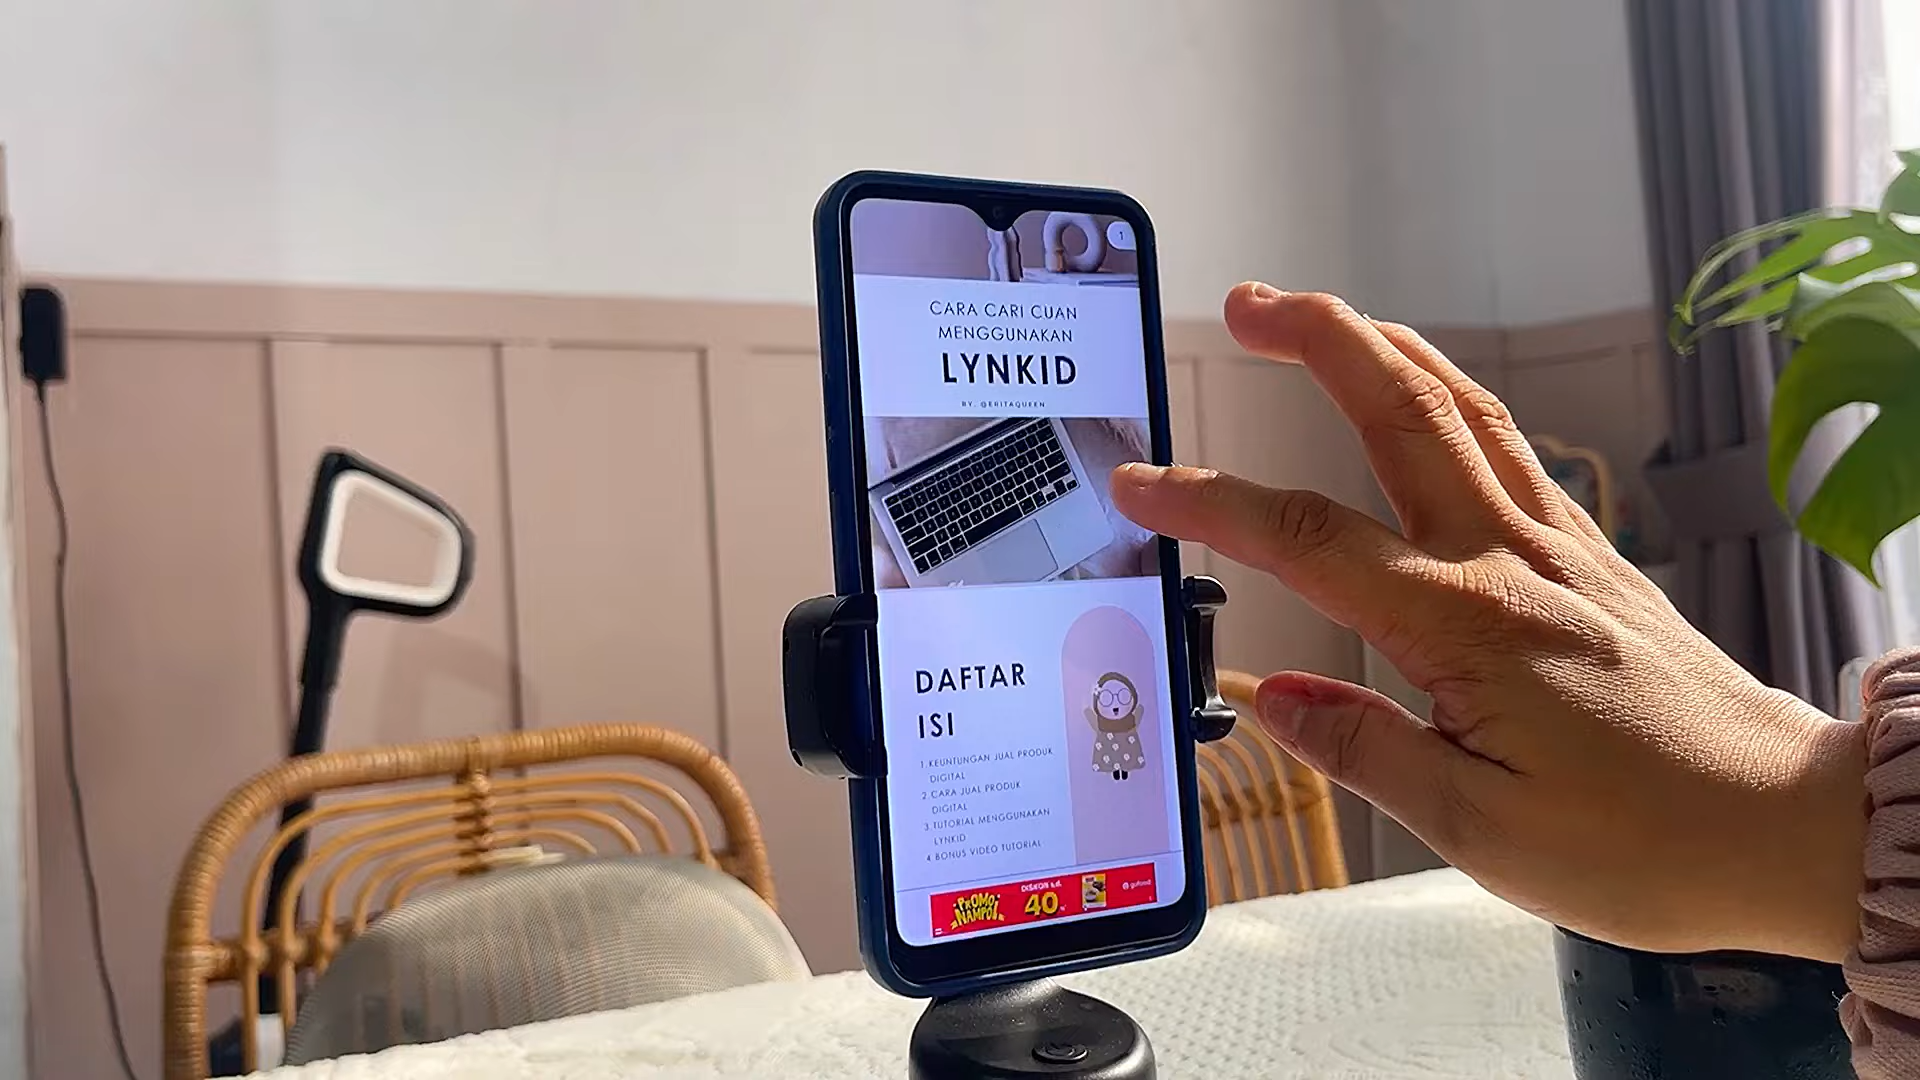 1
CARA CARI CUAN
MENGGUNAKAN
LYNKID
BY. @ERITAQUEEN
DAFTAR
ISI
1.KEUNTUNGAN JUAL PRODUK
DIGITAL
2.CARA JUAL PRODUK
DIGITAL
3.TUTORIAL MENGGUNAKAN
LYNKID
4 BONUS VIDEO TUTORIAL
PROMO
NAMPOL
DISKON s.d.
40
gofood